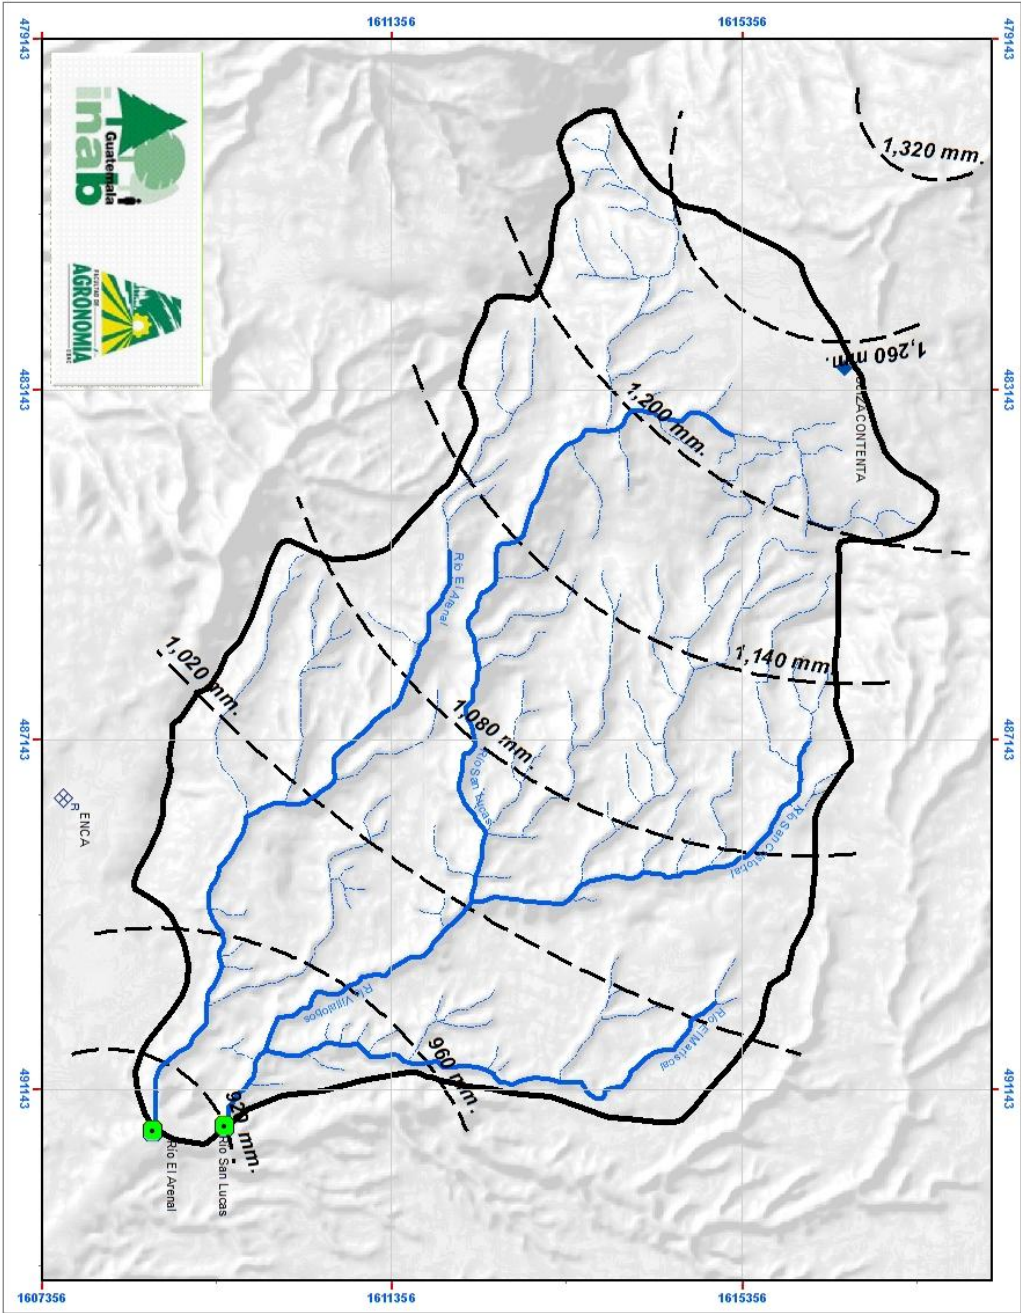 1611356
1615356
479143
479143
1,320 mm.
inab
Guatemala
FACULTAD DE
AGRONOMIA
1,260 mm.
483143
483143
1,200 mm.
Río El Arenal
1,020 mm.
1,140 mm.
1,080 mm.
487143
487143
Río San Lucas
ENCA
Río San Cristobal
Río Villalobos
Río El Mariscal
960 mm.
491143
491143
920 mm.
Río El Arenal
Río San Lucas
1607356
1611356
1615356